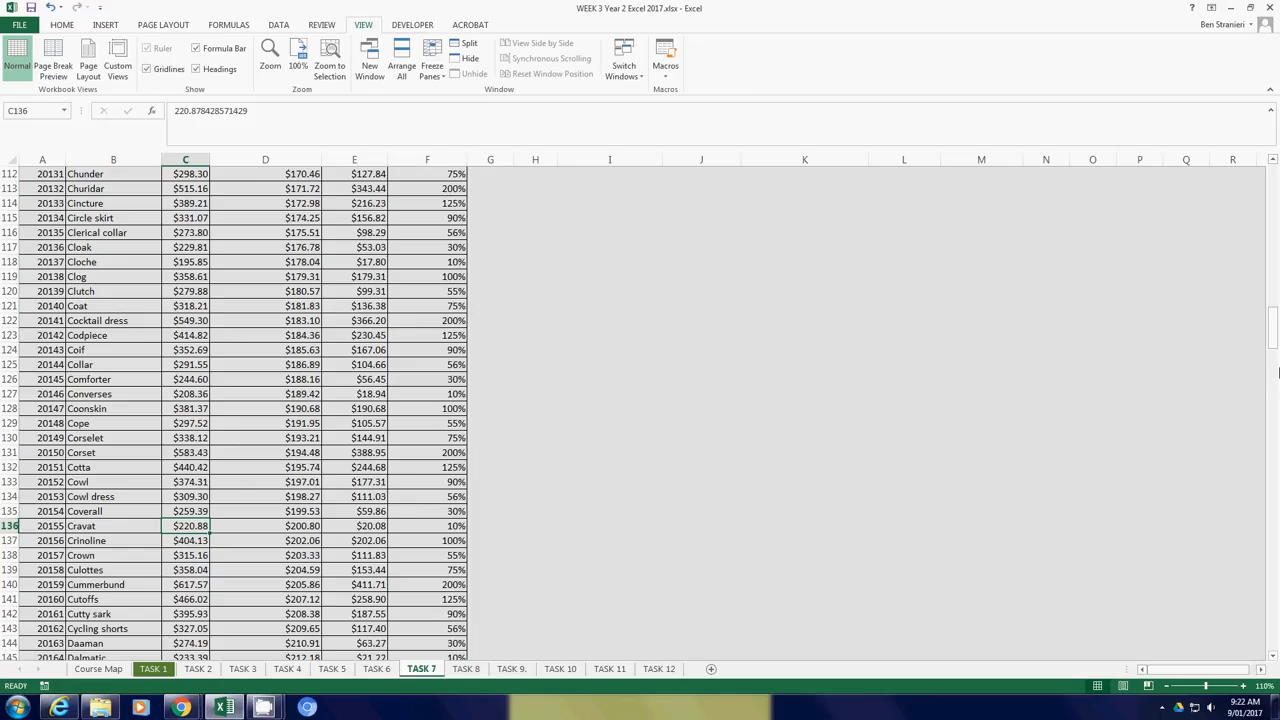 WEEK 3 Year 2 Excel 2017.xlsx - Excel
FILE HOME INSERT PAGE LAYOUT FORMULAS DATA REVIEW VIEW DEVELOPER ACROBAT Ben Stranieri
Normal Page Break Preview Page Layout Custom Views
Workbook Views
Ruler Formula Bar
Gridlines Headings
Show
Zoom 100% Zoom to Selection
Zoom
New Window Arrange All Freeze Panes
Split
Hide
Unhide
View Side by Side
Synchronous Scrolling
Reset Window Position
Window
Switch Windows
Macros
Macros
C136 fx 220.878428571429
A B C D E F G H I J K L M N O P Q R
112 20131 Chunder $298.30 $170.46 $127.84 75%
113 20132 Churidar $515.16 $171.72 $343.44 200%
114 20133 Cincture $389.21 $172.98 $216.23 125%
115 20134 Circle skirt $331.07 $174.25 $156.82 90%
116 20135 Clerical collar $273.80 $175.51 $98.29 56%
117 20136 Cloak $229.81 $176.78 $53.03 30%
118 20137 Cloche $195.85 $178.04 $17.80 10%
119 20138 Clog $358.61 $179.31 $179.31 100%
120 20139 Clutch $279.88 $180.57 $99.31 55%
121 20140 Coat $318.21 $181.83 $136.38 75%
122 20141 Cocktail dress $549.30 $183.10 $366.20 200%
123 20142 Codpiece $414.82 $184.36 $230.45 125%
124 20143 Coif $352.69 $185.63 $167.06 90%
125 20144 Collar $291.55 $186.89 $104.66 56%
126 20145 Comforter $244.60 $188.16 $56.45 30%
127 20146 Converses $208.36 $189.42 $18.94 10%
128 20147 Coonskin $381.37 $190.68 $190.68 100%
129 20148 Cope $297.52 $191.95 $105.57 55%
130 20149 Corselet $338.12 $193.21 $144.91 75%
131 20150 Corset $583.43 $194.48 $388.95 200%
132 20151 Cotta $440.42 $195.74 $244.68 125%
133 20152 Cowl $374.31 $197.01 $177.31 90%
134 20153 Cowl dress $309.30 $198.27 $111.03 56%
135 20154 Coverall $259.39 $199.53 $59.86 30%
136 20155 Cravat $220.88 $200.80 $20.08 10%
137 20156 Crinoline $404.13 $202.06 $202.06 100%
138 20157 Crown $315.16 $203.33 $111.83 55%
139 20158 Culottes $358.04 $204.59 $153.44 75%
140 20159 Cummerbund $617.57 $205.86 $411.71 200%
141 20160 Cutoffs $466.02 $207.12 $258.90 125%
142 20161 Cutty sark $395.93 $208.38 $187.55 90%
143 20162 Cycling shorts $327.05 $209.65 $117.40 56%
144 20163 Daaman $274.19 $210.91 $63.27 30%
145 20164 Dalmatic $233.39 $212.18 $21.22 10%
Course Map TASK 1 TASK 2 TASK 3 TASK 4 TASK 5 TASK 6 TASK 7 TASK 8 TASK 9. TASK 10 TASK 11 TASK 12
READY 110%
9:22 AM
9/01/2017